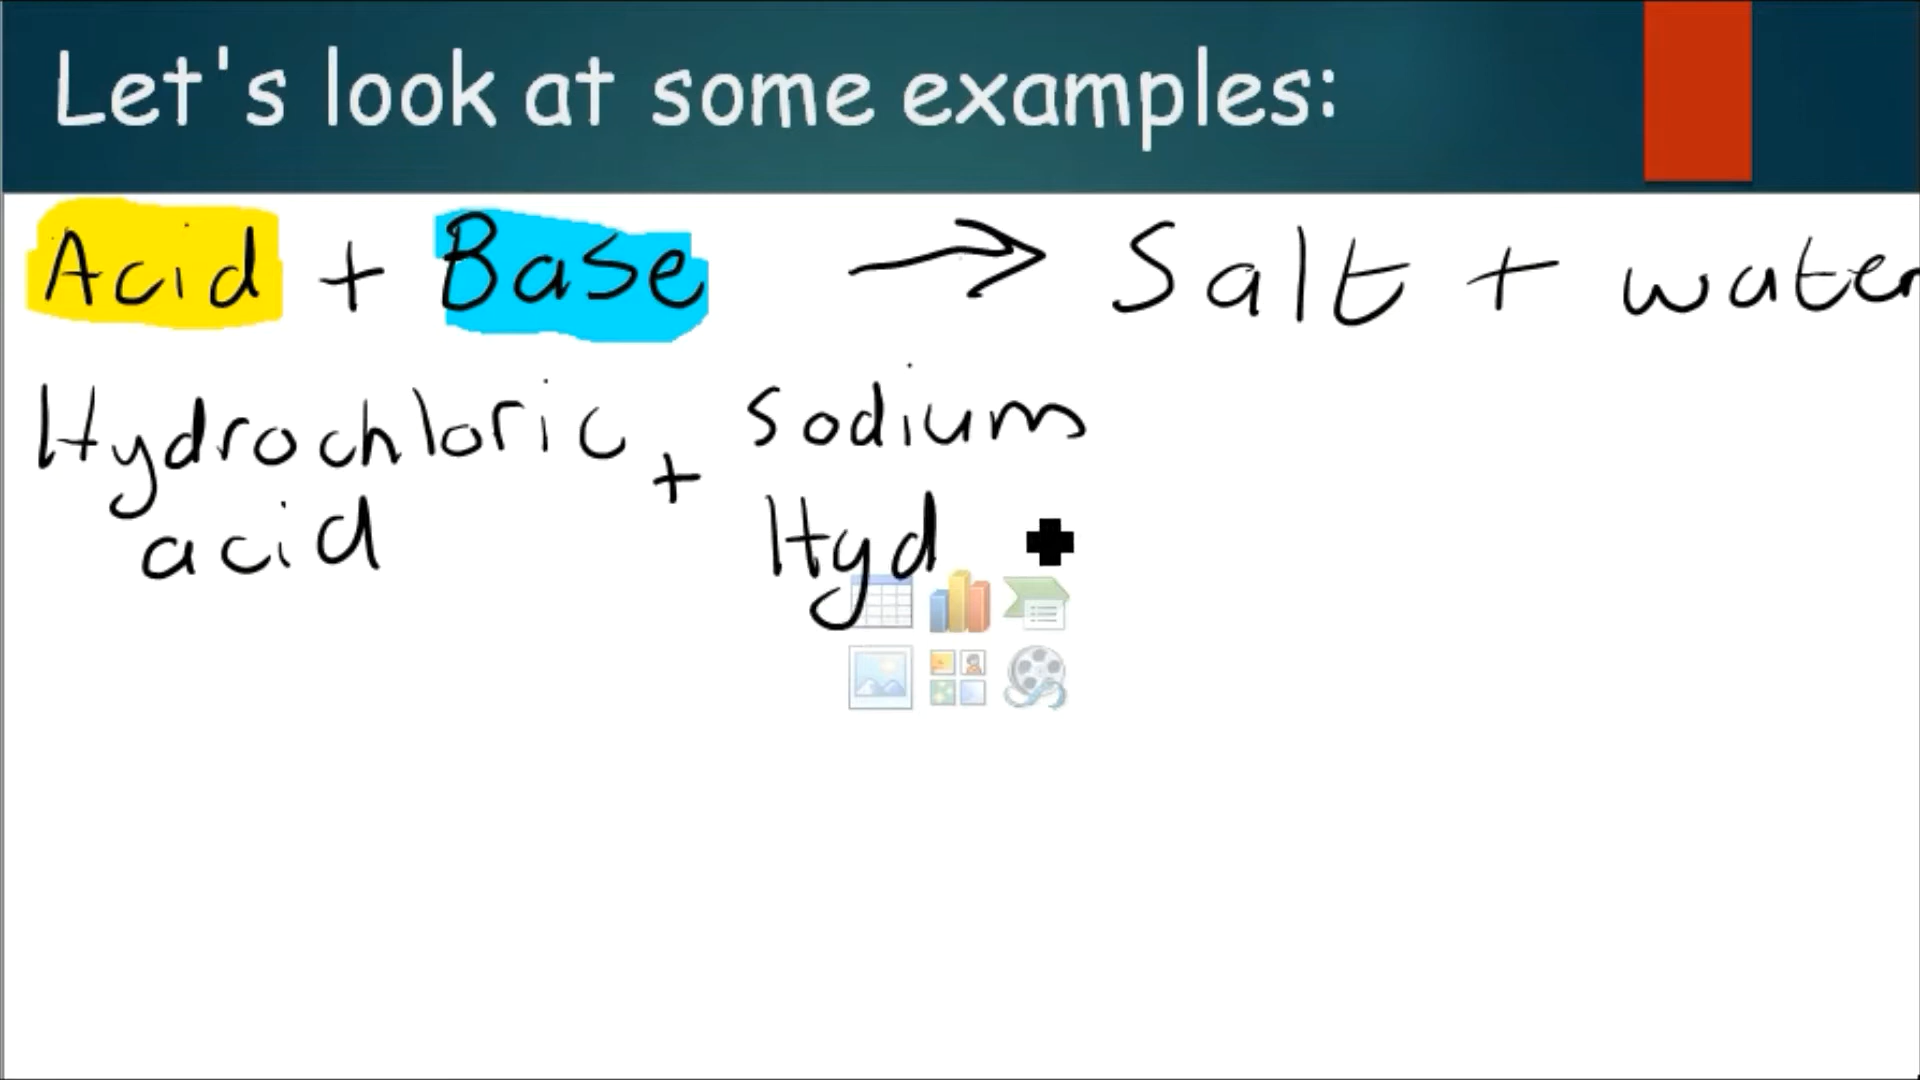 Let's look at some examples:
Acid + Base → Salt + water
Hydrochloric + sodium
acid Hyd